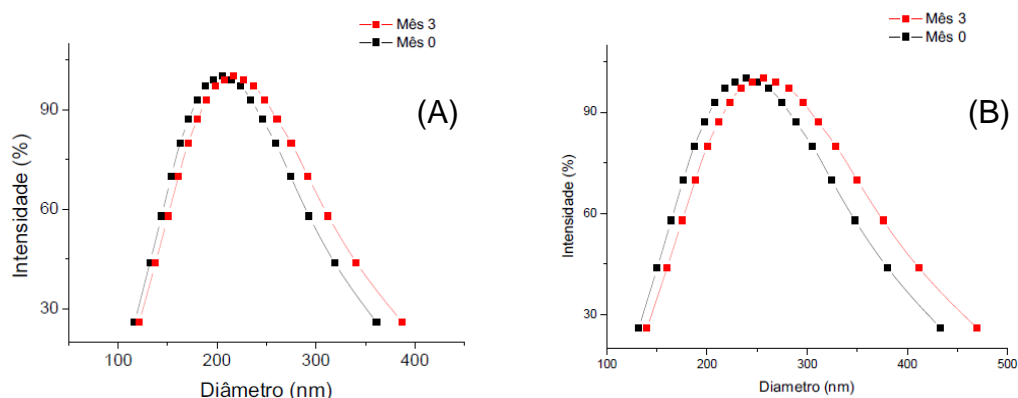 Mês 3
Mês 0
(A)
90
60
30
Intensidade (%)
100 200 300 400
Diâmetro (nm)
Mês 3
Mês 0
(B)
90
60
30
Intensidade (%)
100 200 300 400 500
Diametro (nm)